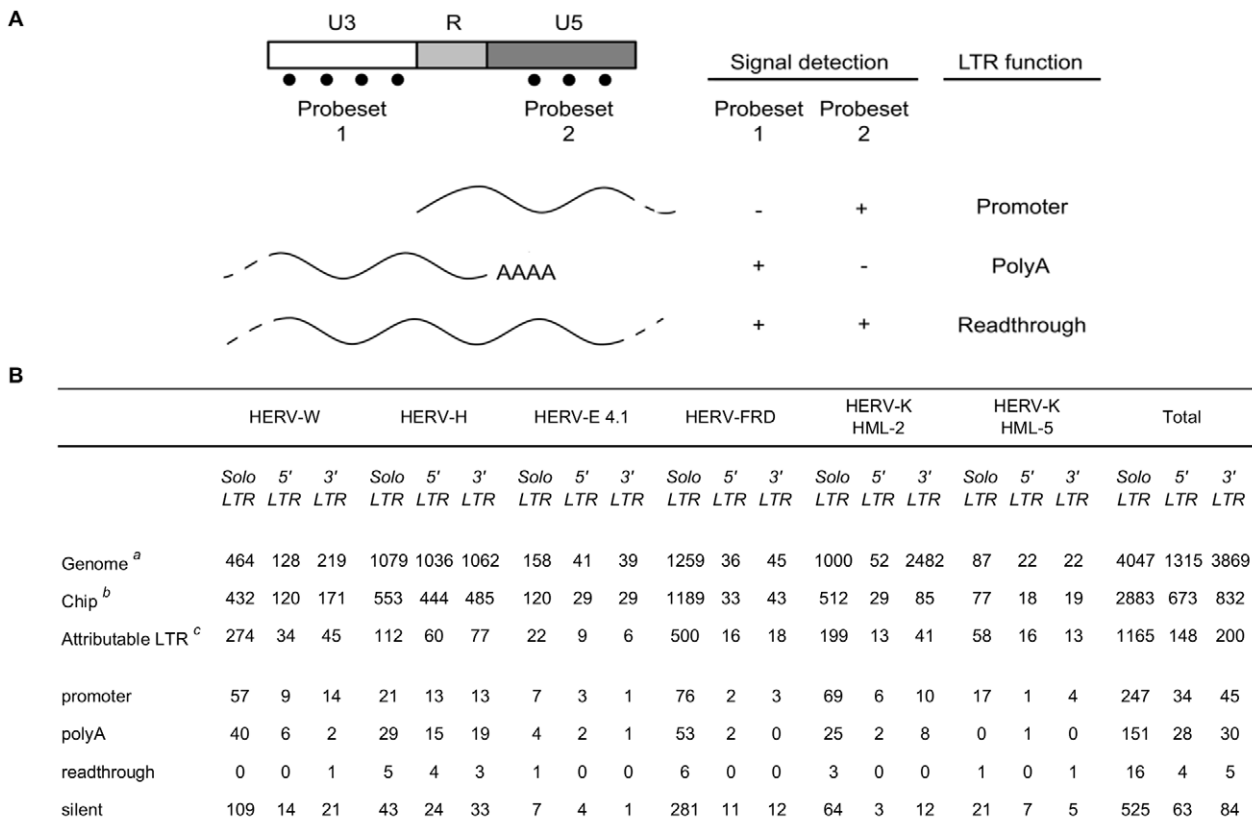 A
U3 R U5
Signal detection LTR function
Probeset 1 Probeset 2 Probeset 1 Probeset 2
- + Promoter
AAAA + - PolyA
+ + Readthrough
B
HERV-W HERV-H HERV-E 4.1 HERV-FRD HERV-K HML-2 HERV-K HML-5 Total
Solo LTR 5' LTR 3' LTR Solo LTR 5' LTR 3' LTR Solo LTR 5' LTR 3' LTR Solo LTR 5' LTR 3' LTR Solo LTR 5' LTR 3' LTR Solo LTR 5' LTR 3' LTR Solo LTR 5' LTR 3' LTR
Genome a 464 128 219 1079 1036 1062 158 41 39 1259 36 45 1000 52 2482 87 22 22 4047 1315 3869
Chip b 432 120 171 553 444 485 120 29 29 1189 33 43 512 29 85 77 18 19 2883 673 832
Attributable LTR c 274 34 45 112 60 77 22 9 6 500 16 18 199 13 41 58 16 13 1165 148 200
promoter 57 9 14 21 13 13 7 3 1 76 2 3 69 6 10 17 1 4 247 34 45
polyA 40 6 2 29 15 19 4 2 1 53 2 0 25 2 8 0 1 0 151 28 30
readthrough 0 0 1 5 4 3 1 0 0 6 0 0 3 0 0 1 0 1 16 4 5
silent 109 14 21 43 24 33 7 4 1 281 11 12 64 3 12 21 7 5 525 63 84